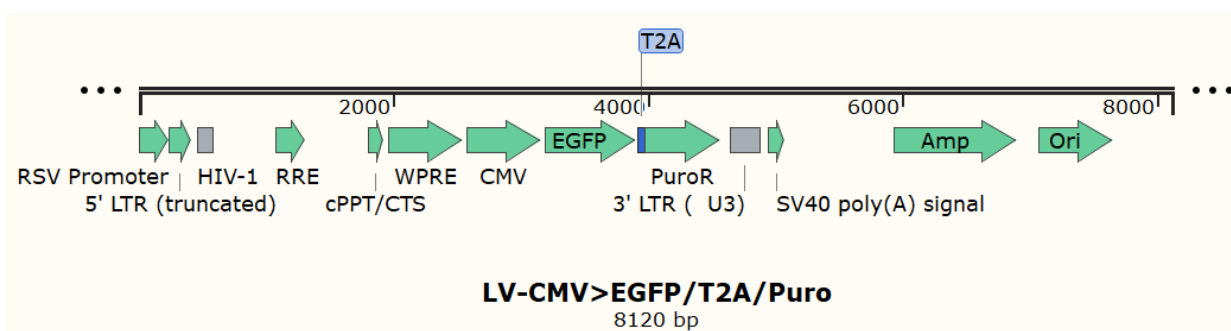 T2A
2000 4000 6000 8000
EGFP Amp Ori
RSV Promoter HIV-1 RRE WPRE CMV PuroR
5' LTR (truncated) cPPT/CTS 3' LTR ( U3) SV40 poly(A) signal
LV-CMV>EGFP/T2A/Puro
8120 bp